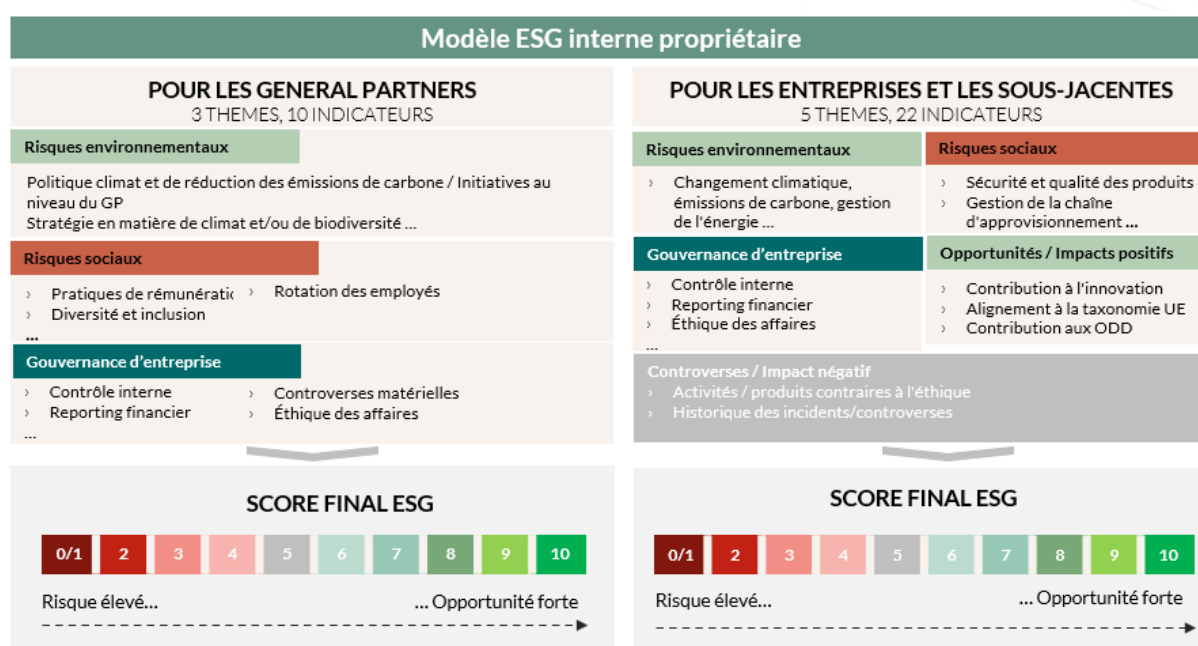 Modèle ESG interne propriétaire
POUR LES GENERAL PARTNERS
3 THEMES, 10 INDICATEURS
Risques environnementaux
Politique climat et de réduction des émissions de carbone / Initiatives au
niveau du GP
Stratégie en matière de climat et/ou de biodiversité ...
Risques sociaux
› Pratiques de rémunératic
› Diversité et inclusion
...
› Rotation des employés
Gouvernance d'entreprise
› Contrôle interne
› Reporting financier
...
› Controverses matérielles
› Éthique des affaires
SCORE FINAL ESG
0/1 2 3 4 5 6 7 8 9 10
Risque élevé... ... Opportunité forte
POUR LES ENTREPRISES ET LES SOUS-JACENTES
5 THEMES, 22 INDICATEURS
Risques environnementaux
› Changement climatique,
émissions de carbone, gestion
de l'énergie ...
Risques sociaux
› Sécurité et qualité des produits
› Gestion de la chaîne
d'approvisionnement ...
Gouvernance d'entreprise
› Contrôle interne
› Reporting financier
› Éthique des affaires
...
Opportunités / Impacts positifs
› Contribution à l'innovation
› Alignement à la taxonomie UE
› Contribution aux ODD
Controverses / Impact négatif
› Activités / produits contraires à l'éthique
› Historique des incidents/controverses
SCORE FINAL ESG
0/1 2 3 4 5 6 7 8 9 10
Risque élevé... ... Opportunité forte